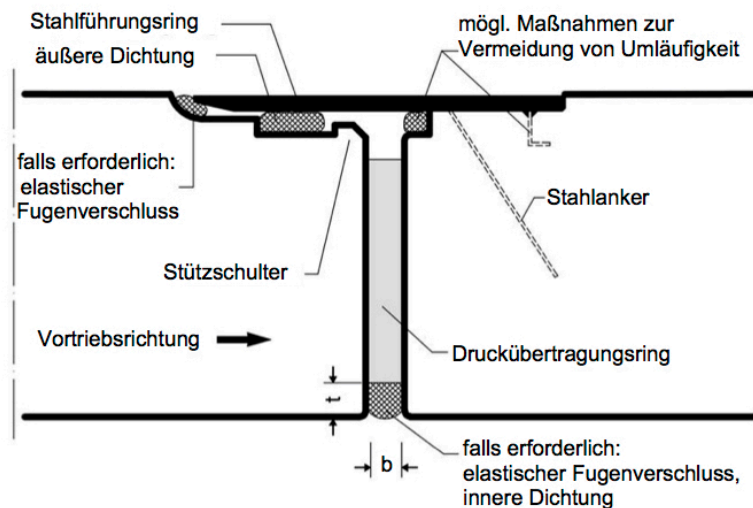 Stahlführungsring
äußere Dichtung
mögl. Maßnahmen zur
Vermeidung von Umläufigkeit
falls erforderlich:
elastischer
Fugenverschluss
Stahlanker
Stützschulter
Vortriebsrichtung
Druckübertragungsring
t
b
falls erforderlich:
elastischer Fugenverschluss,
innere Dichtung